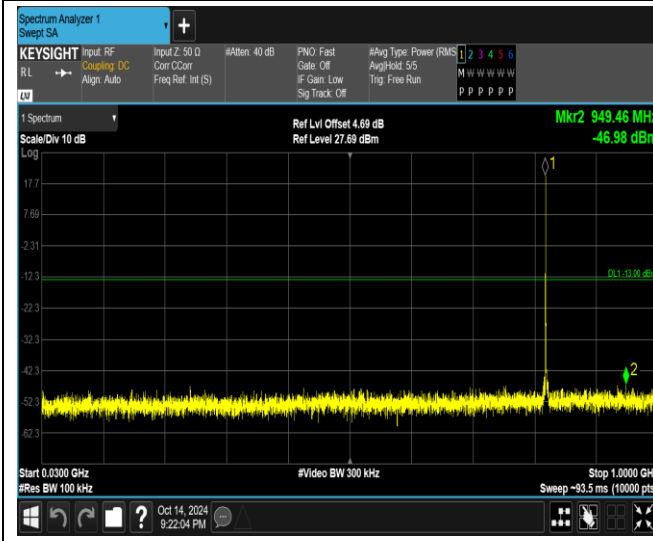 Spectrum Analyzer 1
Swept SA
+
KEYSIGHT
RL
LXI
Input: RF
Coupling: DC
Align: Auto
Input Z: 50 Ω
Corr CCorr
Freq Ref: Int (S)
#Atten: 40 dB
PNO: Fast
Gate: Off
IF Gain: Low
Sig Track: Off
#Avg Type: Power (RMS
Avg|Hold: 5/5
Trig: Free Run
1 2 3 4 5 6
M W W W W W
P P P P P P
1 Spectrum
Scale/Div 10 dB
Log
Ref Lvl Offset 4.69 dB
Ref Level 27.69 dBm
Mkr2 949.46 MHz
-46.98 dBm
1
17.7
7.69
-2.31
-12.3
DL1 -13.00 dBm
-22.3
-32.3
-42.3
2
-52.3
-62.3
Start 0.0300 GHz
#Res BW 100 kHz
#Video BW 300 kHz
Stop 1.0000 GH
Sweep ~93.5 ms (10000 pts
?
Oct 14, 2024
9:22:04 PM